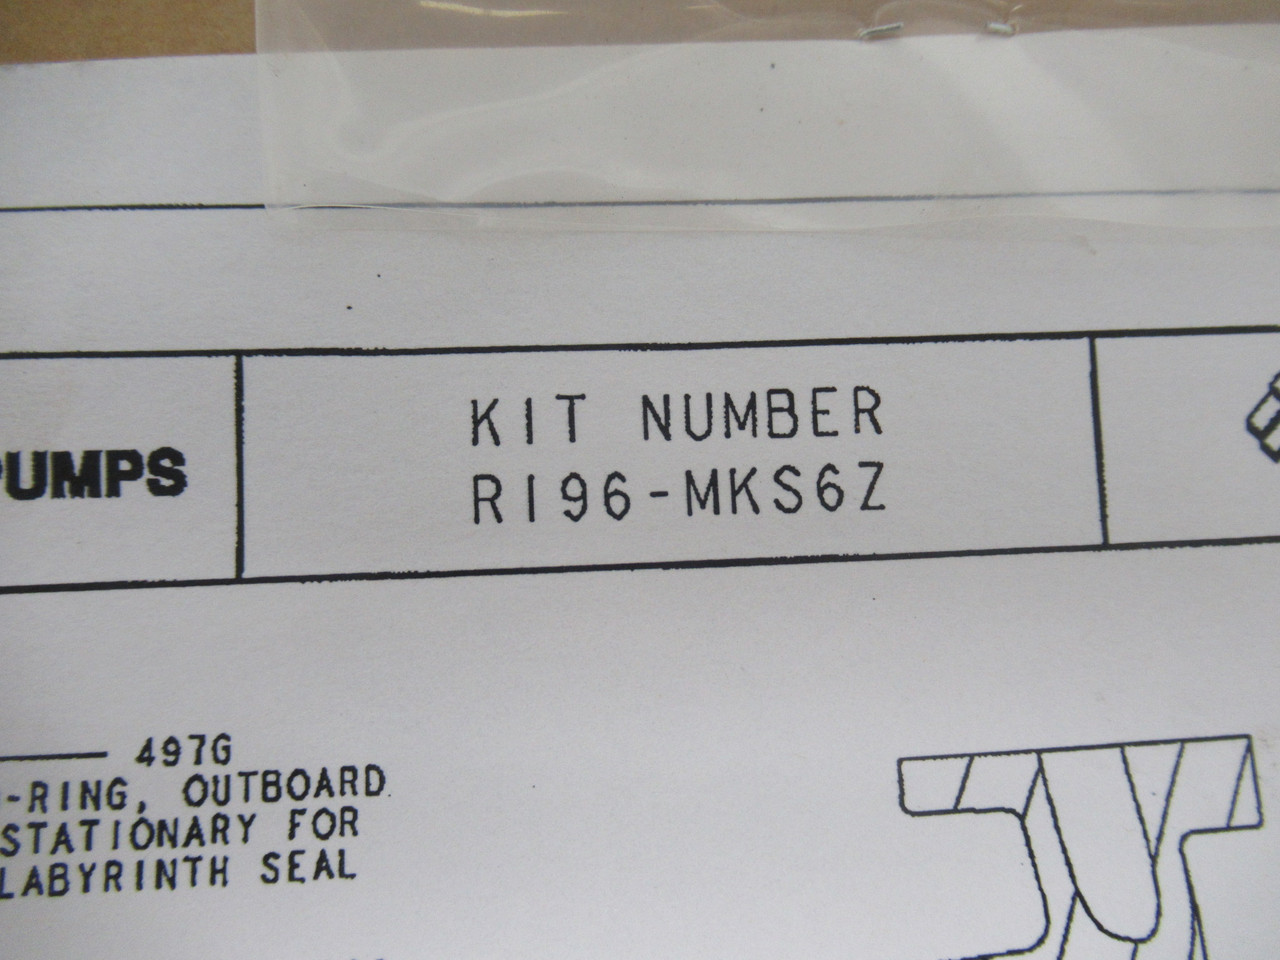 KIT NUMBER
R196-MKS6Z
PUMPS
497G
O-RING, OUTBOARD
STATIONARY FOR
LABYRINTH SEAL